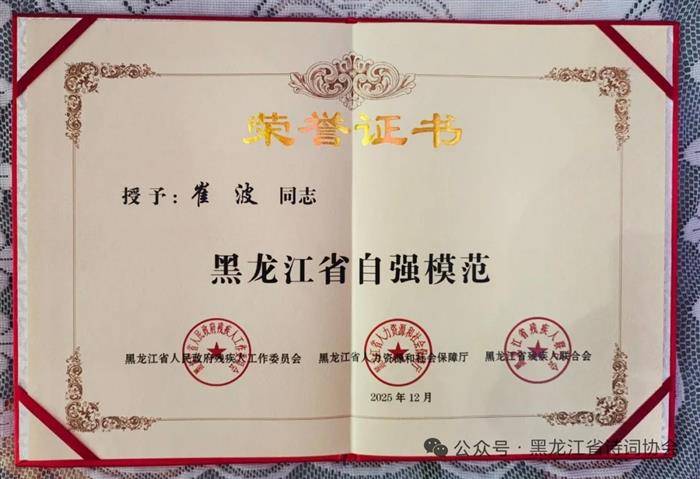 荣誉证书
授予：崔 波 同志
黑龙江省自强模范
黑龙江省人民政府残疾人工作委员会 黑龙江省人力资源和社会保障厅 黑龙江省残疾人联合会
2025年12月
公众号·黑龙江省诗词协会